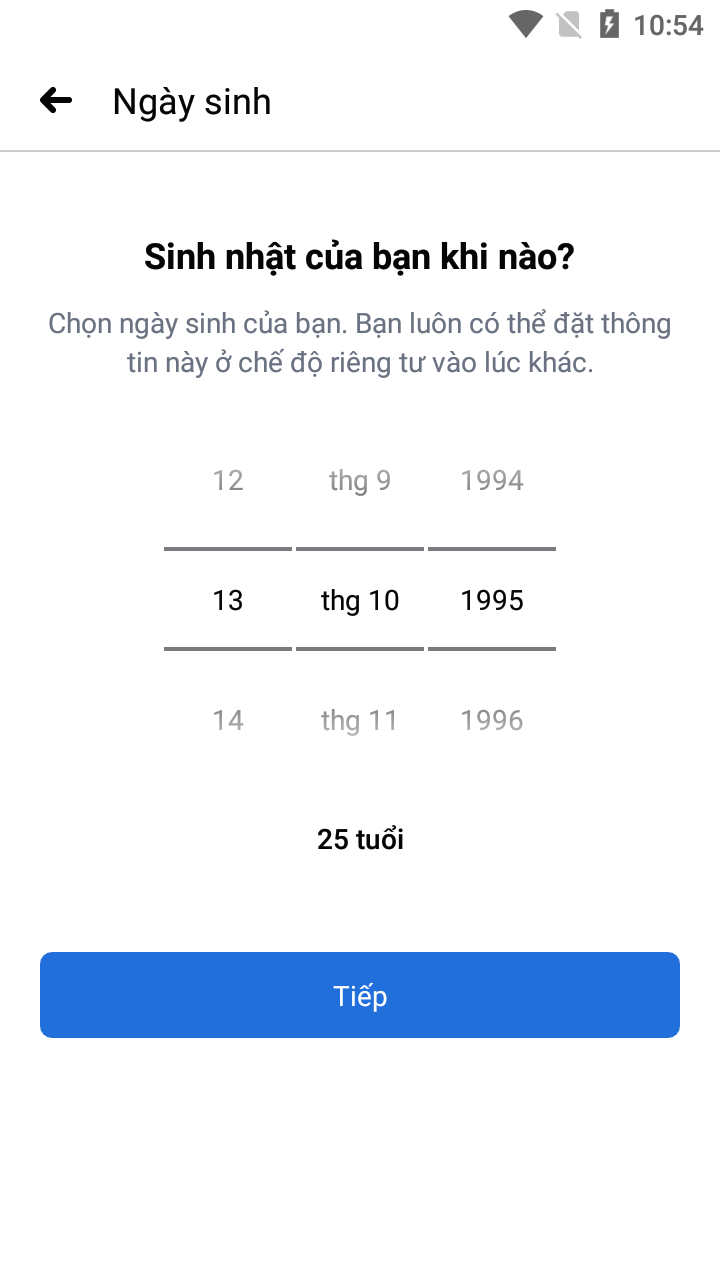 10:54
Ngày sinh
Sinh nhật của bạn khi nào?
Chọn ngày sinh của bạn. Bạn luôn có thể đặt thông
tin này ở chế độ riêng tư vào lúc khác.
12 thg 9 1994
13 thg 10 1995
14 thg 11 1996
25 tuổi
Tiếp